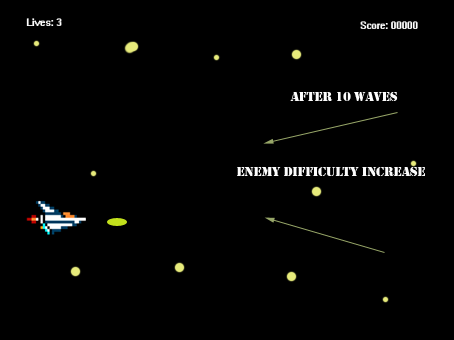 Lives: 3
Score: 00000
AFTER 10 WAVES
ENEMY DIFFICULTY INCREASE